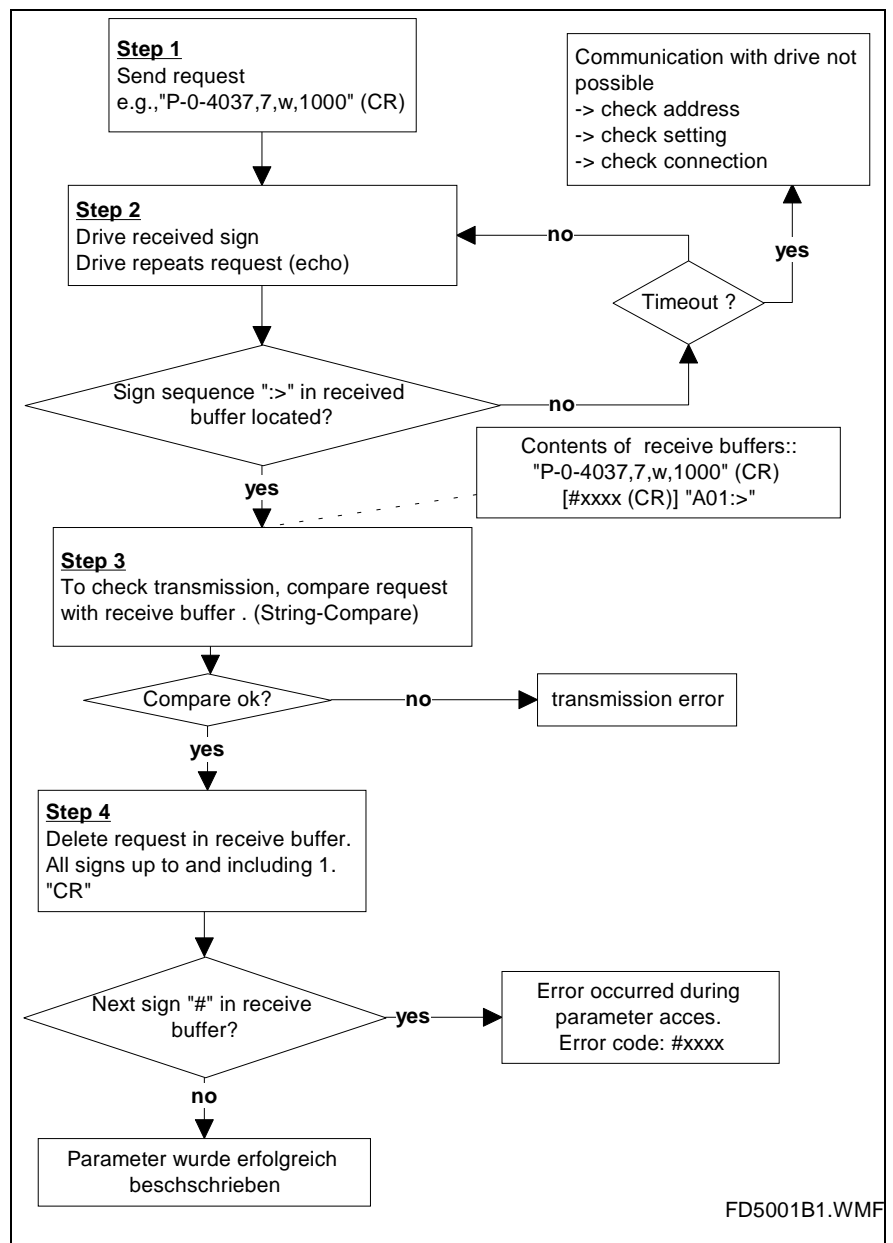 Step 1
Send request
e.g.,"P-0-4037,7,w,1000" (CR)
Communication with drive not
possible
-> check address
-> check setting
-> check connection
Step 2
Drive received sign
Drive repeats request (echo)
no
yes
Timeout ?
Sign sequence ":>" in received
buffer located?
no
yes
Contents of receive buffers::
"P-0-4037,7,w,1000" (CR)
[#xxxx (CR)] "A01:>"
Step 3
To check transmission, compare request
with receive buffer . (String-Compare)
Compare ok?
no
transmission error
yes
Step 4
Delete request in receive buffer.
All signs up to and including 1.
"CR"
Next sign "#" in receive
buffer?
yes
Error occurred during
parameter acces.
Error code: #xxxx
no
Parameter wurde erfolgreich
beschschrieben
FD5001B1.WMF